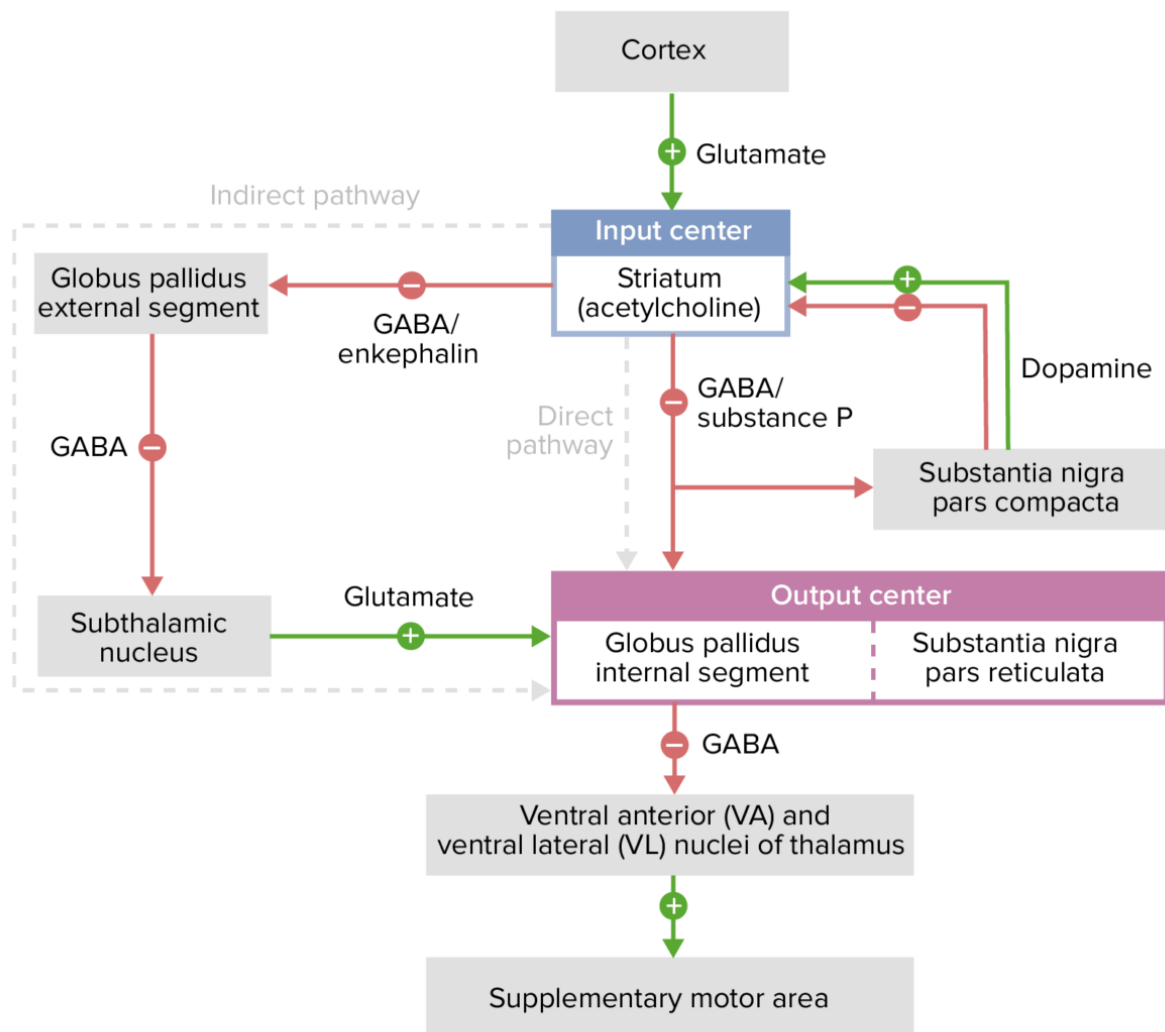 Cortex
Glutamate
Indirect pathway
Input center
Striatum
(acetylcholine)
Globus pallidus
external segment
GABA/
enkephalin
GABA/
substance P
Dopamine
Direct
pathway
GABA
Substantia nigra
pars compacta
Glutamate
Subthalamic
nucleus
Output center
Globus pallidus
internal segment
Substantia nigra
pars reticulata
GABA
Ventral anterior (VA) and
ventral lateral (VL) nuclei of thalamus
Supplementary motor area